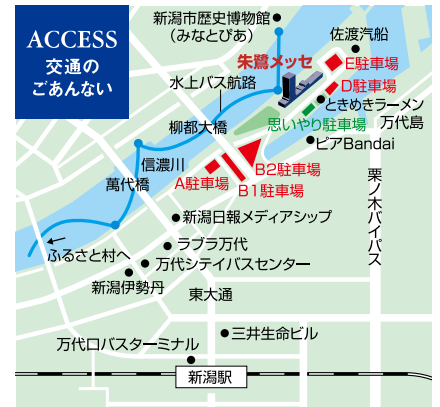 ACCESS
交通の
ごあんない
新潟市歴史博物館
（みなとぴあ）
佐渡汽船
朱鷺メッセ
E駐車場
水上バス航路
D駐車場
ときめきラーメン
万代島
思いやり駐車場
柳都大橋
ピアBandai
信濃川
B2駐車場
A駐車場
B1駐車場
萬代橋
栗ノ木バイパス
新潟日報メディアシップ
ラブラ万代
ふるさと村へ
万代シテイバスセンター
新潟伊勢丹
東大通
三井生命ビル
万代口バスターミナル
新潟駅